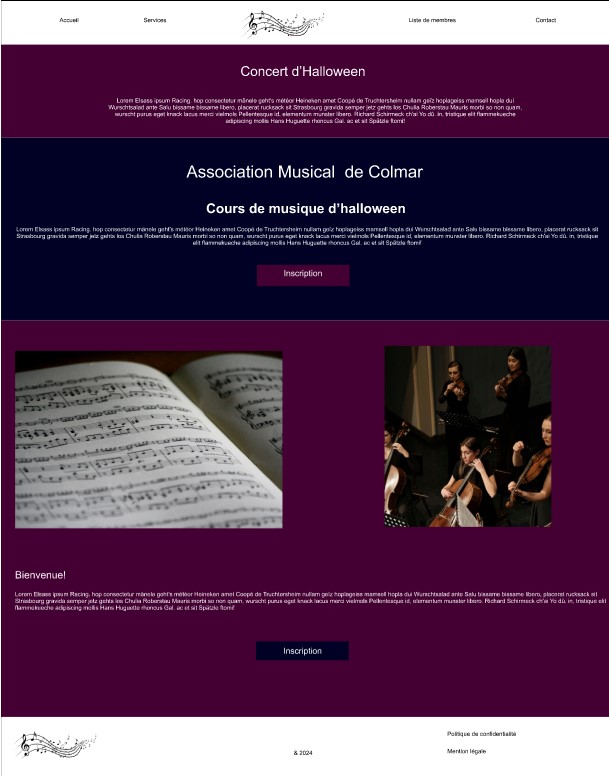 Accueil
Services
Liste de membres
Contact
Concert d'Halloween
Lorem Elsass ipsum Racing. hop consectetur mänele geht's météor Heineken amet Coopé de Truchtersheim nullam geïz hoplageiss mamsell hopla dui
Wurschtsalad ante Salu bissame bissame libero, placerat rucksack sit Strasbourg gravida semper jetz gehts los Chulia Roberstau Mauris morbi so non quam,
wurscht purus eget knack lacus merci vielmols Pellentesque id, elementum munster libero. Richard Schirmeck ch'ai Yo dû. in, tristique elit flammekueche
adipiscing mollis Hans Huguette rhoncus Gal. ac et sit Spätzle formi!
Association Musical de Colmar
Cours de musique d'halloween
Lorem Elsass ipsum Racing. hop consectetur mänele geht's météor Heineken amet Coopé de Truchtersheim nullam geïz hoplageiss mamsell hopla dui Wurschtsalad ante Salu bissame bissame libero, placerat rucksack sit
Strasbourg gravida semper jetz gehts los Chulia Roberstau Mauris morbi so non quam, wurscht purus eget knack lacus merci vielmols Pellentesque id, elementum munster libero. Richard Schirmeck ch'ai Yo dû. in, tristique
elit flammekueche adipiscing mollis Hans Huguette rhoncus Gal. ac et sit Spätzle formi!
Inscription
Bienvenue!
Lorem Elsass ipsum Racing. hop consectetur mänele geht's météor Heineken amet Coopé de Truchtersheim nullam geïz hoplageiss mamsell hopla dui Wurschtsalad ante Salu bissame bissame libero, placerat rucksack sit
Strasbourg gravida semper jetz gehts los Chulia Roberstau Mauris morbi so non quam, wurscht purus eget knack lacus merci vielmols Pellentesque id, elementum munster libero. Richard Schirmeck ch'ai Yo dû. in, tristique elit
flammekueche adipiscing mollis Hans Huguette rhoncus Gal. ac et sit Spätzle formi!
Inscription
& 2024
Politique de confidentialité
Mention légale